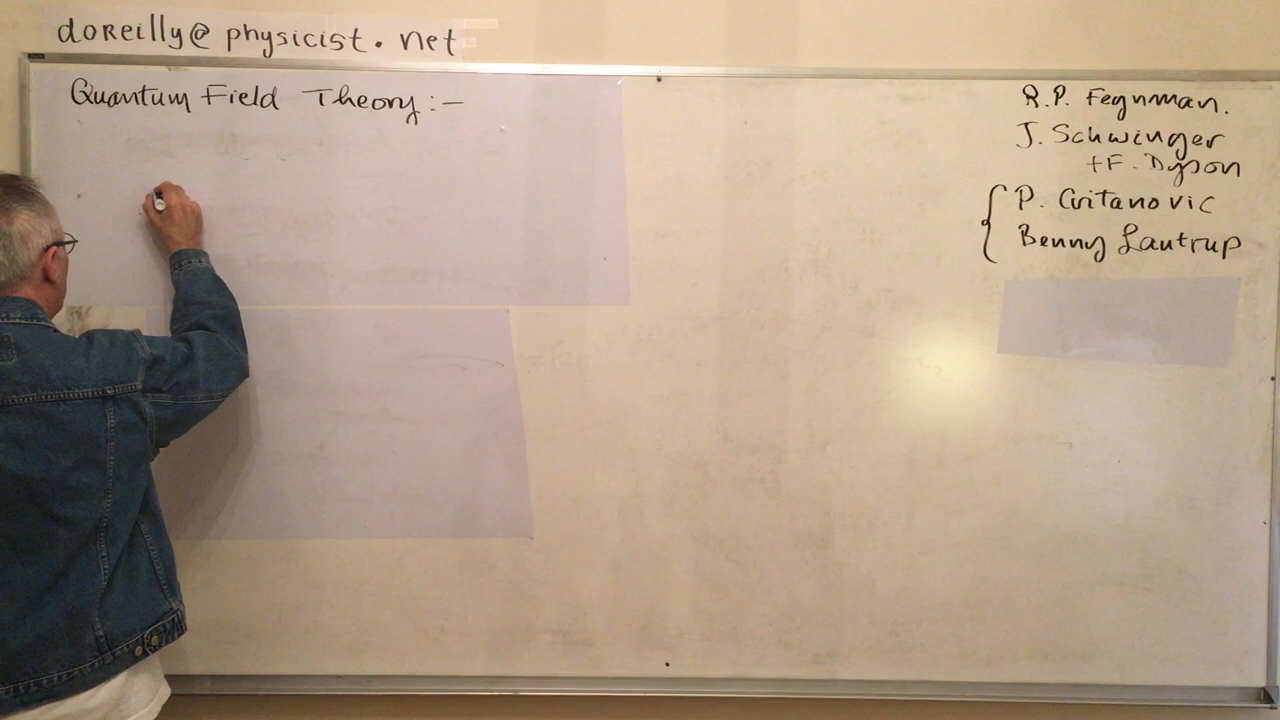 doReilly@physicist.net
Quantum Field Theory:-
R.P. Feynman.
J. Schwinger
+F. Dyson
P. Cvitanovic
Benny Lautrup